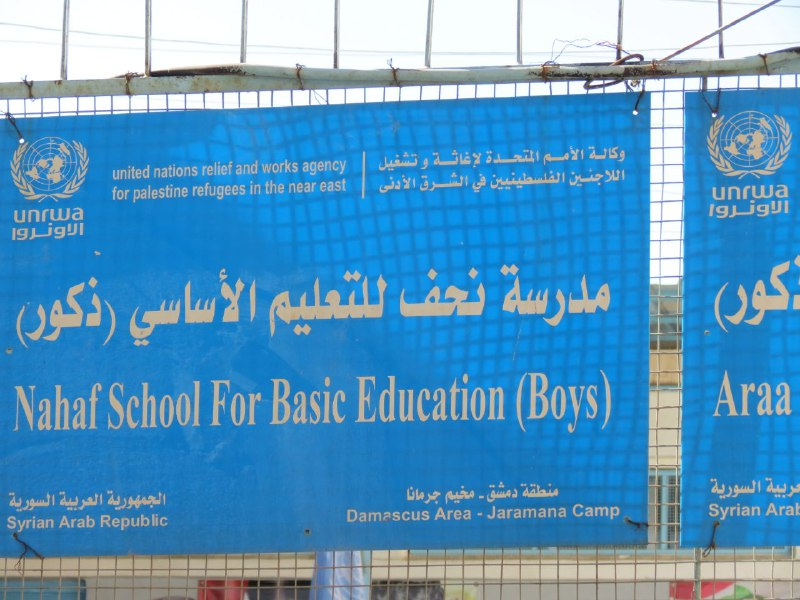 unrwa
الاونروا
united nations relief and works agency
for palestine refugees in the near east
وكالة الأمم المتحدة لإغاثة و تشغيل
اللاجئين الفلسطينيين في الشرق الأدنى
مدرسة نحف للتعليم الأساسي (ذكور)
Nahaf School For Basic Education (Boys)
الجمهورية العربية السورية
Syrian Arab Republic
منطقة دمشق - مخيم جرمانا
Damascus Area - Jaramana Camp
unrwa
الاونروا
ذكور)
Araa
السورية
Syrian Arab